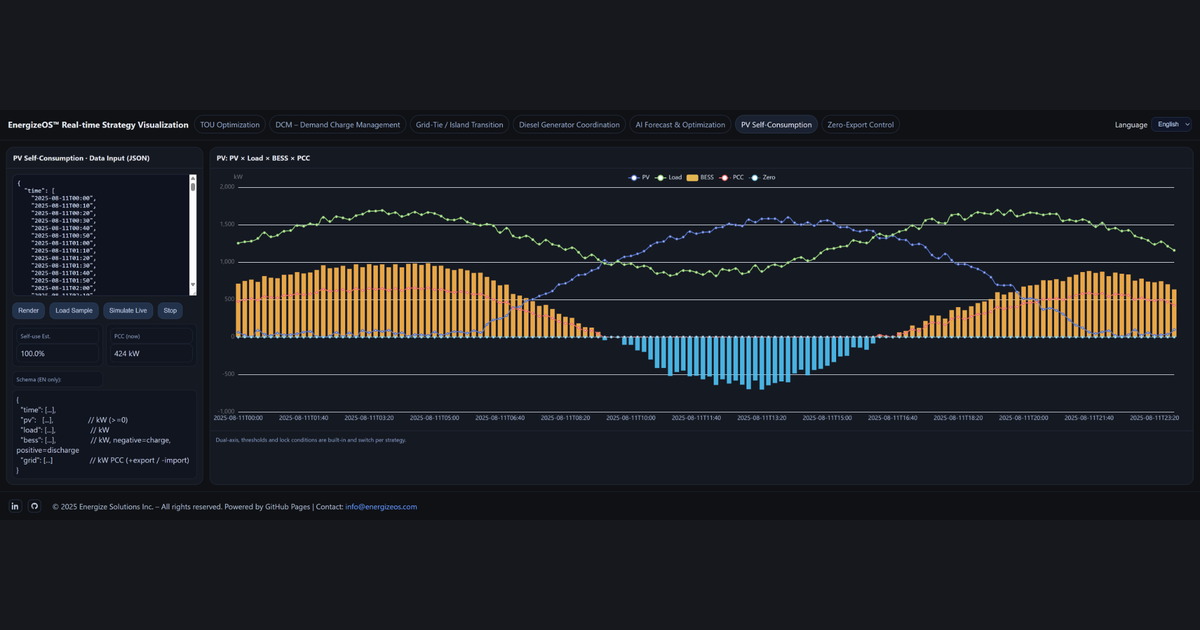 EnergizeOS™ Real-time Strategy Visualization
TOU Optimization
DCM – Demand Charge Management
Grid-Tie / Island Transition
Diesel Generator Coordination
AI Forecast & Optimization
PV Self-Consumption
Zero-Export Control
Language
English
PV Self-Consumption · Data Input (JSON)
{
"time": [
"2025-08-11T00:00",
"2025-08-11T00:10",
"2025-08-11T00:20",
"2025-08-11T00:30",
"2025-08-11T00:40",
"2025-08-11T00:50",
"2025-08-11T01:00",
"2025-08-11T01:10",
"2025-08-11T01:20",
"2025-08-11T01:30",
"2025-08-11T01:40",
"2025-08-11T01:50",
"2025-08-11T02:00",
"2025-08-11T02:10",
Render
Load Sample
Simulate Live
Stop
Self-use Est.
100.0%
PCC (now)
424 kW
Schema (EN only):
{
"time": [...],
"pv": [...], // kW (>=0)
"load": [...], // kW
"bess": [...], // kW, negative=charge,
positive=discharge
"grid": [...] // kW PCC (+export / -import)
}
PV: PV × Load × BESS × PCC
PV
Load
BESS
PCC
Zero
kW
2,000
1,500
1,000
500
0
-500
-1,000
2025-08-11T00:00
2025-08-11T01:40
2025-08-11T03:20
2025-08-11T05:00
2025-08-11T06:40
2025-08-11T08:20
2025-08-11T10:00
2025-08-11T11:40
2025-08-11T13:20
2025-08-11T15:00
2025-08-11T16:40
2025-08-11T18:20
2025-08-11T20:00
2025-08-11T21:40
2025-08-11T23:20
Dual-axis, thresholds and lock conditions are built-in and switch per strategy.
in
© 2025 Energize Solutions Inc. – All rights reserved. Powered by GitHub Pages | Contact: info@energizeos.com